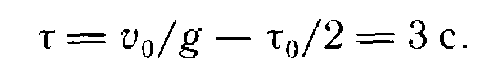 τ = v₀/g − τ₀/2 = 3 с.